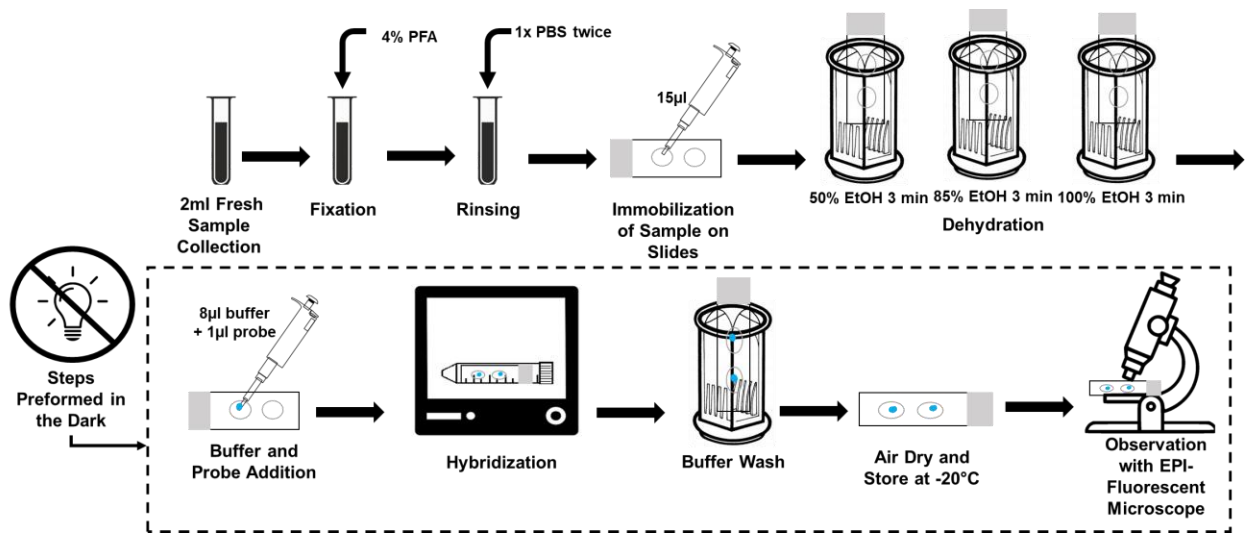 4% PFA
1x PBS twice
15µl
2ml Fresh
Sample
Collection
Fixation
Rinsing
Immobilization
of Sample on
Slides
50% EtOH 3 min
85% EtOH 3 min
100% EtOH 3 min
Dehydration
Steps
Preformed in
the Dark
8µl buffer
+ 1µl probe
Buffer and
Probe Addition
Hybridization
Buffer Wash
Air Dry and
Store at -20°C
Observation
with EPI-
Fluorescent
Microscope